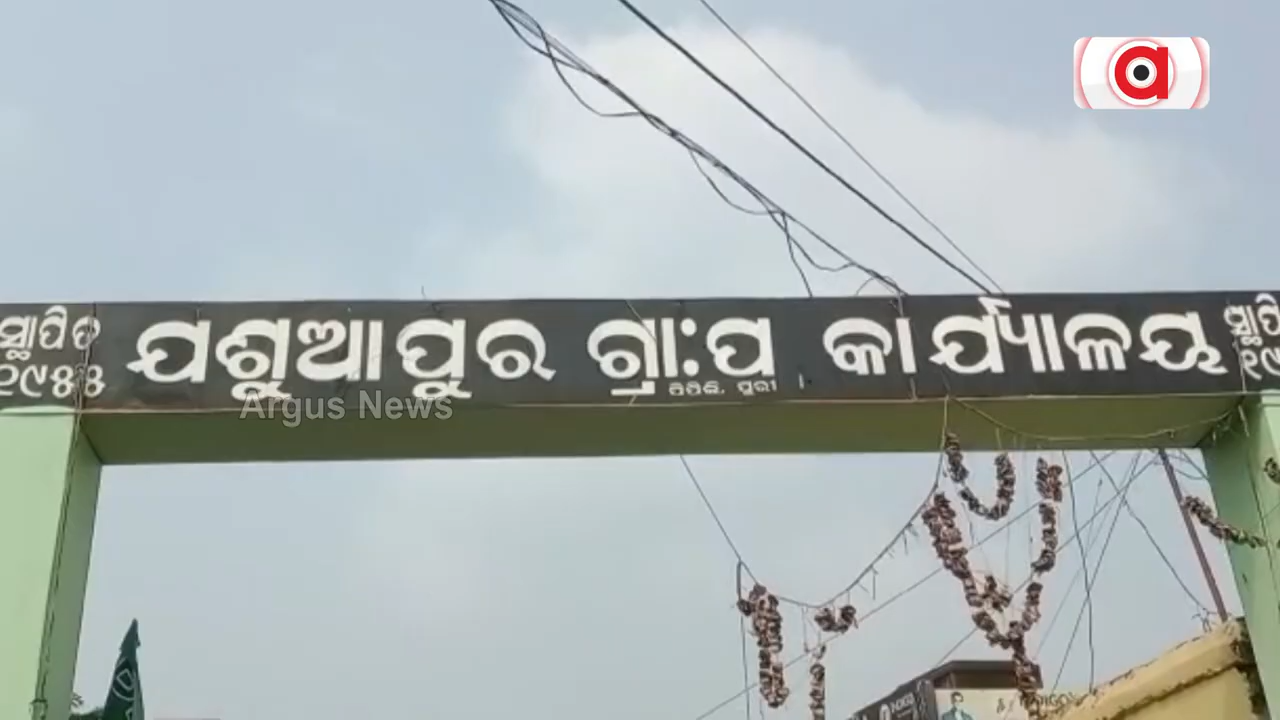 ସ୍ଥାପିତ
୧୯୫୫
ଯଶୁଆପୁର ଗ୍ରା:ପ କାର୍ଯ୍ୟାଳୟ
ପିପିଲି, ପୁରୀ ।
Argus News